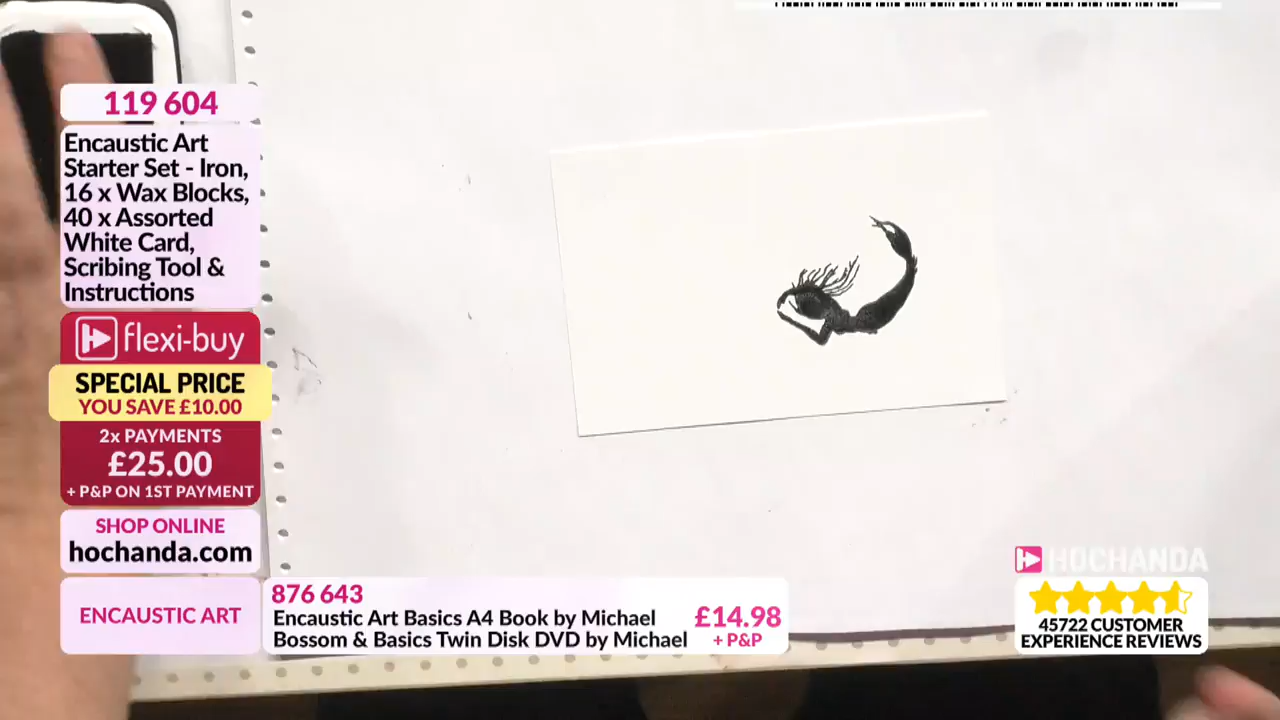 119 604
Encaustic Art
Starter Set - Iron,
16 x Wax Blocks,
40 x Assorted
White Card,
Scribing Tool &
Instructions
flexi-buy
SPECIAL PRICE
YOU SAVE £10.00
2x PAYMENTS
£25.00
+ P&P ON 1ST PAYMENT
SHOP ONLINE
hochanda.com
ENCAUSTIC ART
876 643
Encaustic Art Basics A4 Book by Michael
Bossom & Basics Twin Disk DVD by Michael
£14.98
+ P&P
HOCHANDA
45722 CUSTOMER
EXPERIENCE REVIEWS